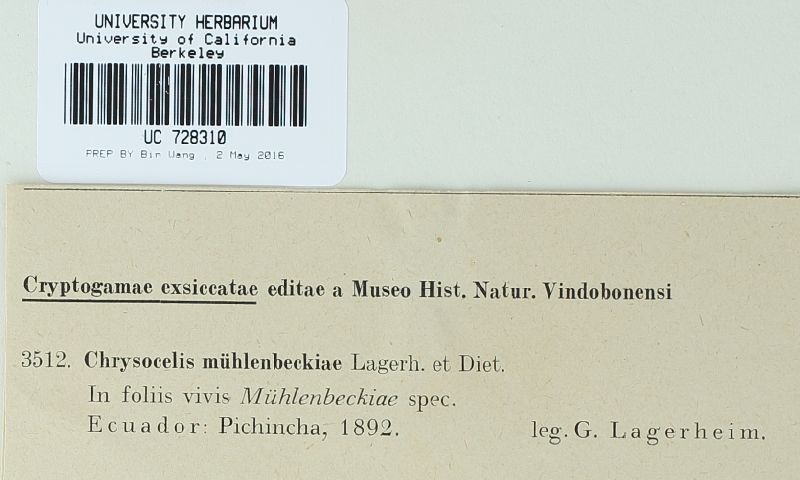 UNIVERSITY HERBARIUM
University of California
Berkeley
UC 728310
PREP BY Bin Wang . 2 May 2016
Cryptogamae exsiccatae editae a Museo Hist. Natur. Vindobonensi
3512. Chrysocelis mühlenbeckiae Lagerh. et Diet.
In foliis vivis Mühlenbeckiae spec.
Ecuador: Pichincha, 1892. leg. G. Lagerheim.